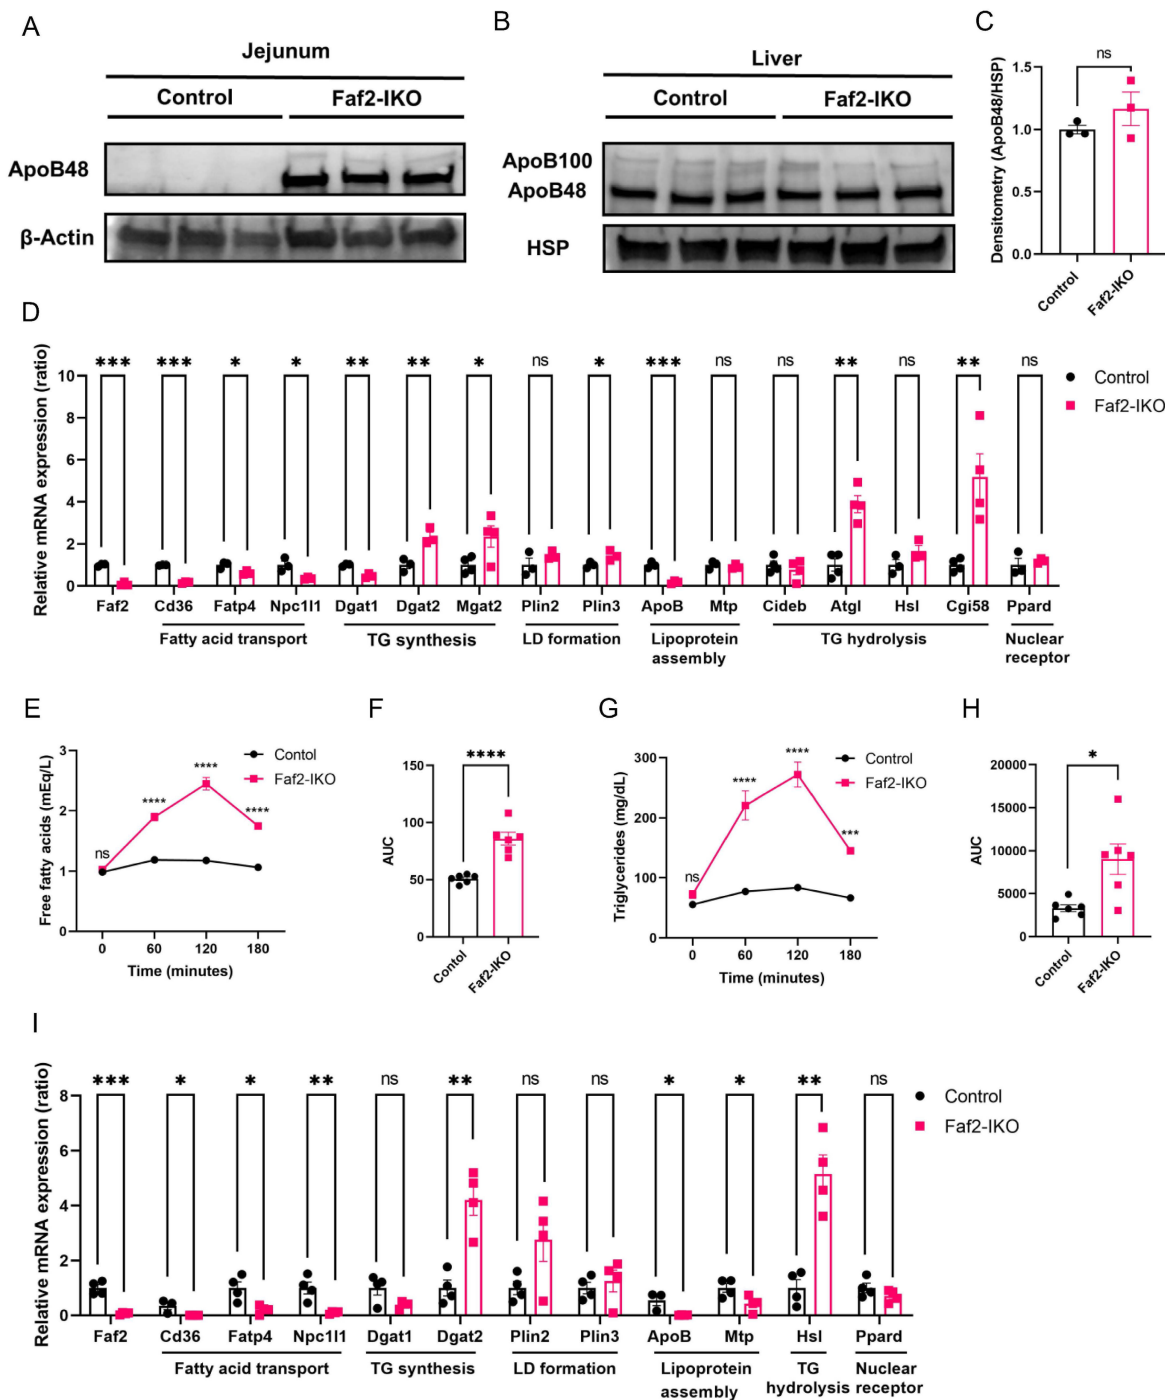 A
Jejunum
Control
Faf2-IKO
ApoB48
β-Actin
B
Liver
Control
Faf2-IKO
ApoB100
ApoB48
HSP
C
Densitometry (ApoB48/HSP)
1.5
1.0
0.5
0.0
ns
Control
Faf2-IKO
D
Relative mRNA expression (ratio)
10
8
6
4
2
0
*** *** * * ** ** * ns * *** ns ns ** ns ** ns
Control
Faf2-IKO
Faf2 Cd36 Fatp4 Npc1l1 Dgat1 Dgat2 Mgat2 Plin2 Plin3 ApoB Mtp Cideb Atgl Hsl Cgi58 Ppard
Fatty acid transport
TG synthesis
LD formation
Lipoprotein
assembly
TG hydrolysis
Nuclear
receptor
E
Free fatty acids (mEq/L)
3
2
1
0
ns
****
****
****
Contol
Faf2-IKO
0 60 120 180
Time (minutes)
F
AUC
150
100
50
0
****
Contol
Faf2-IKO
G
Triglycerides (mg/dL)
300
200
100
0
ns
****
****
***
Control
Faf2-IKO
0 60 120 180
Time (minutes)
H
AUC
20000
15000
10000
5000
0
*
Control
Faf2-IKO
I
Relative mRNA expression (ratio)
8
6
4
2
0
*** * * ** ns ** ns ns * * ** ns
Control
Faf2-IKO
Faf2 Cd36 Fatp4 Npc1l1 Dgat1 Dgat2 Plin2 Plin3 ApoB Mtp Hsl Ppard
Fatty acid transport
TG synthesis
LD formation
Lipoprotein
assembly
TG
hydrolysis
Nuclear
receptor